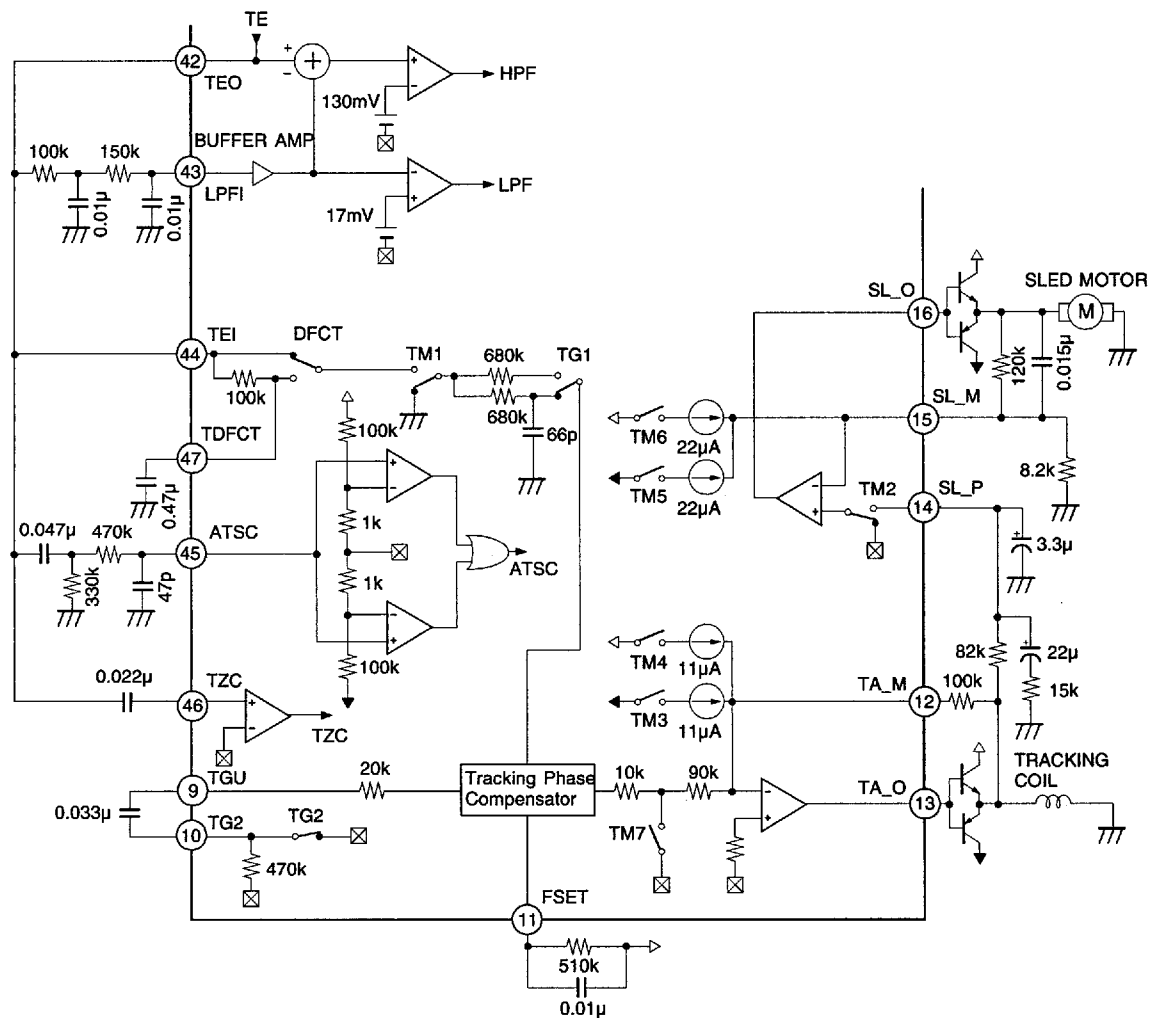 TE
42
TEO
+
−
+
+
−
HPF
130mV
BUFFER AMP
100k
150k
43
LPFI
−
+
LPF
0.01µ
0.01µ
17mV
SL_O
16
SLED MOTOR
M
120k
0.015µ
TEI
44
DFCT
TM1
680k
TG1
100k
680k
66p
TDFCT
47
0.47µ
100k
+
−
1k
TM6
22µA
SL_M
15
TM5
22µA
8.2k
−
+
TM2
SL_P
14
3.3µ
0.047µ
470k
ATSC
45
330k
47p
ATSC
1k
−
+
100k
TM4
11µA
82k
22µ
15k
TM3
11µA
TA_M
12
100k
0.022µ
TZC
46
+
−
TZC
TGU
9
20k
Tracking Phase
Compensator
10k
90k
−
+
TA_O
13
TRACKING
COIL
0.033µ
TG2
10
TG2
470k
TM7
FSET
11
510k
0.01µ